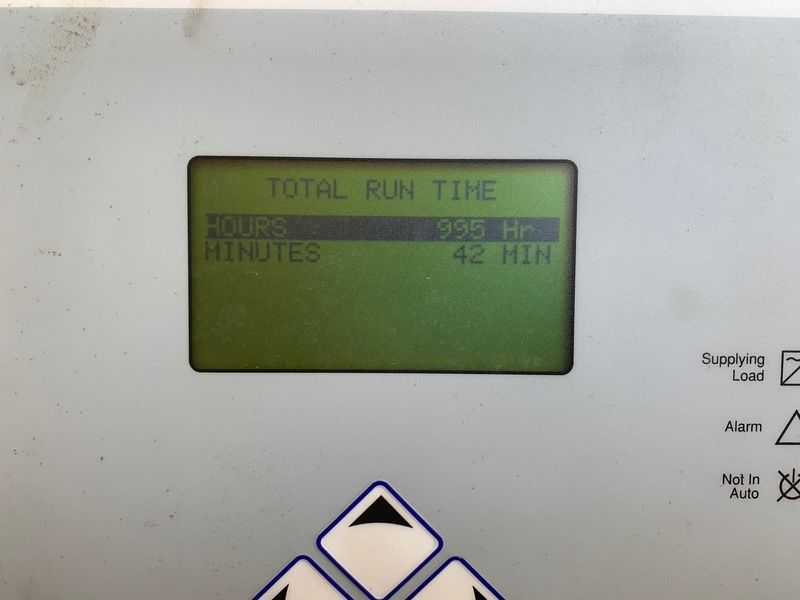 TOTAL RUN TIME
HOURS 995 Hr
MINUTES 42 MIN
Supplying
Load
Alarm
Not In
Auto